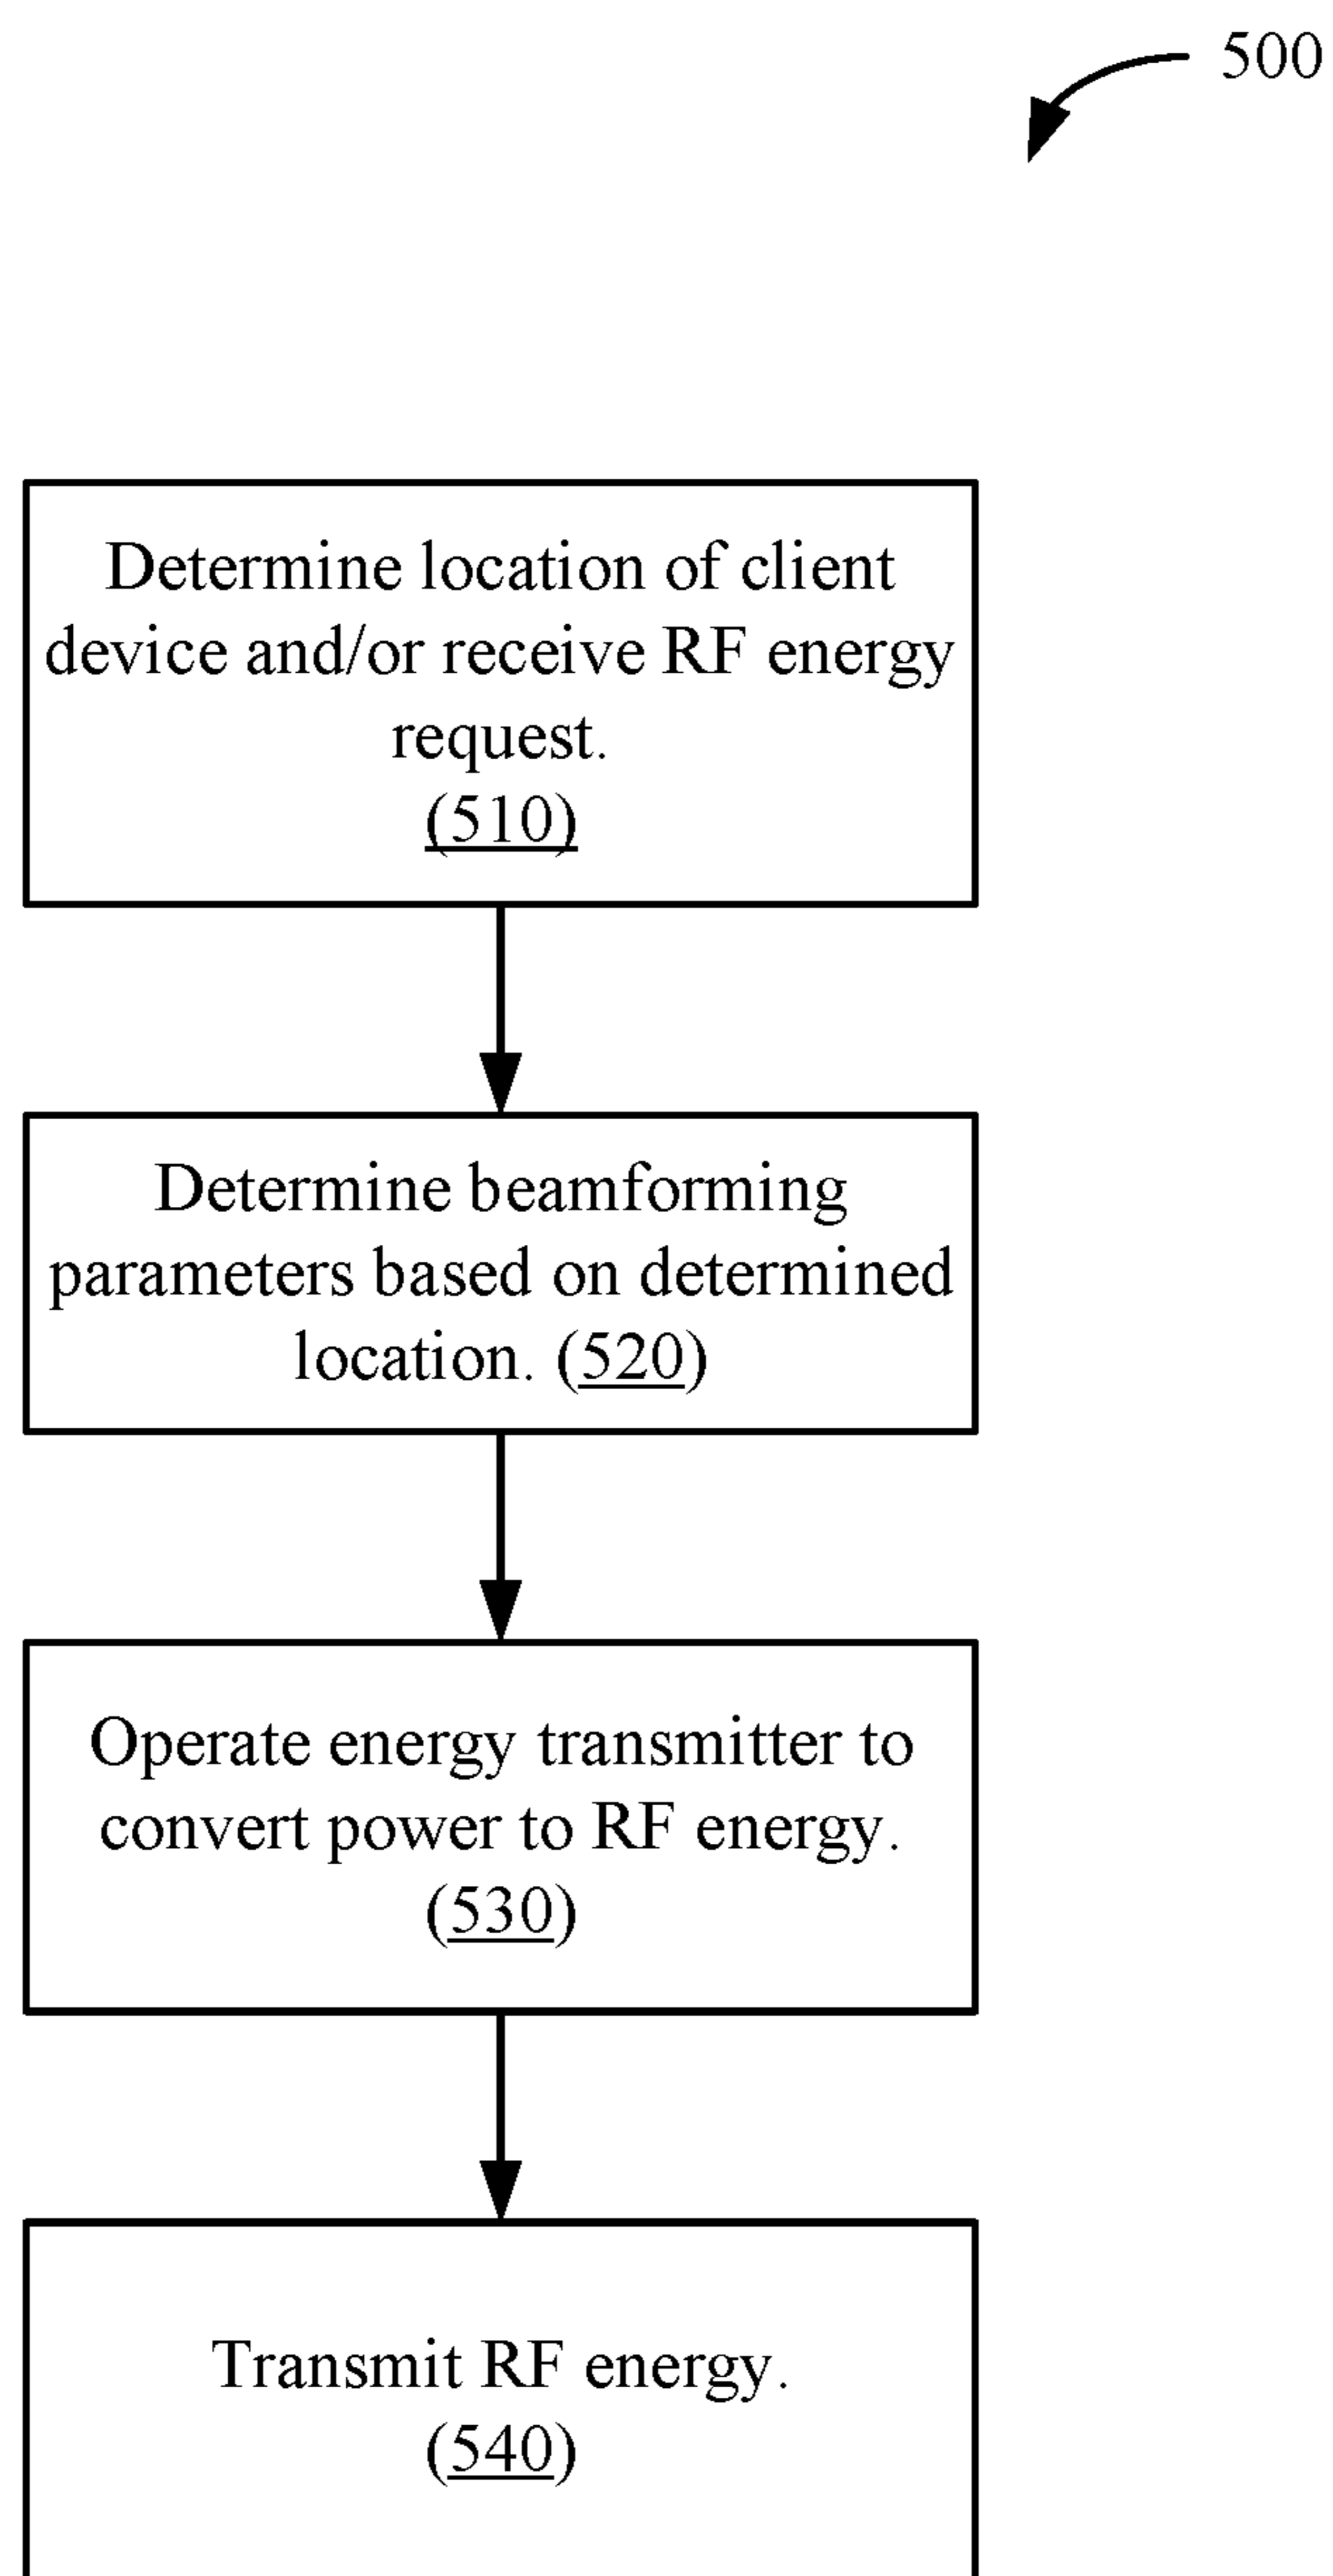 500
Determine location of client
device and/or receive RF energy
request.
(510)
Determine beamforming
parameters based on determined
location. (520)
Operate energy transmitter to
convert power to RF energy.
(530)
Transmit RF energy.
(540)